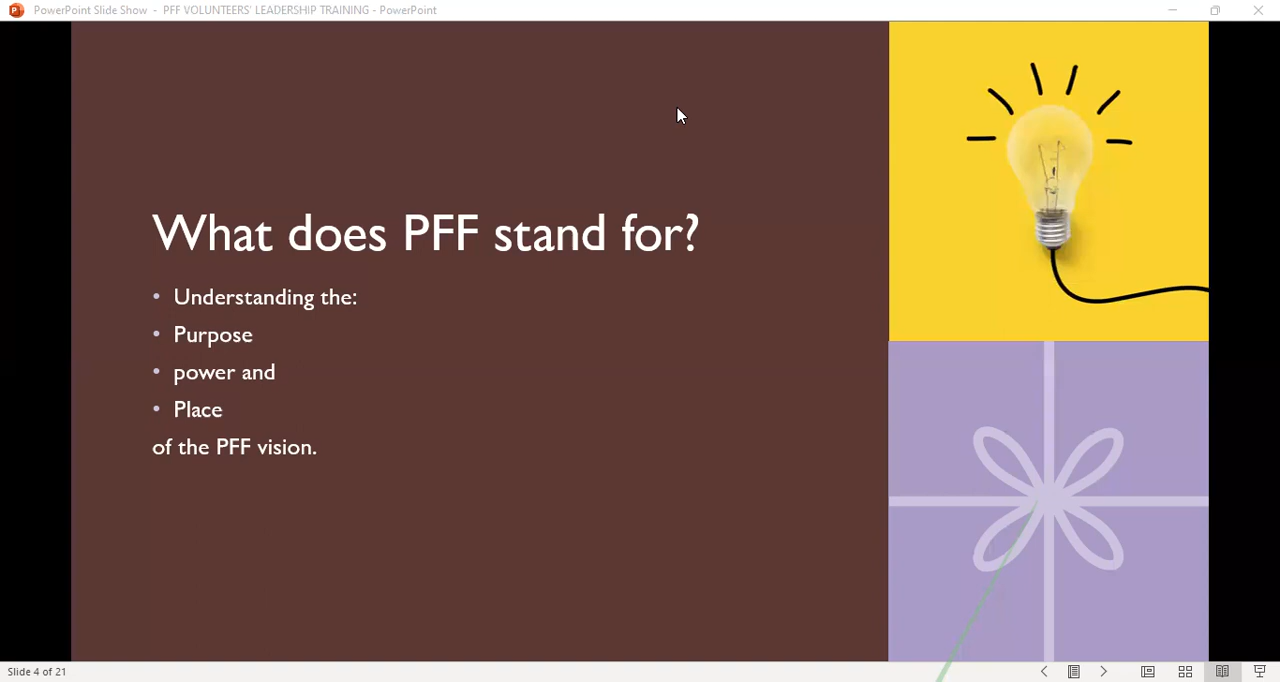 PowerPoint Slide Show - PFF VOLUNTEERS' LEADERSHIP TRAINING - PowerPoint
What does PFF stand for?
• Understanding the:
• Purpose
• power and
• Place
of the PFF vision.
Slide 4 of 21